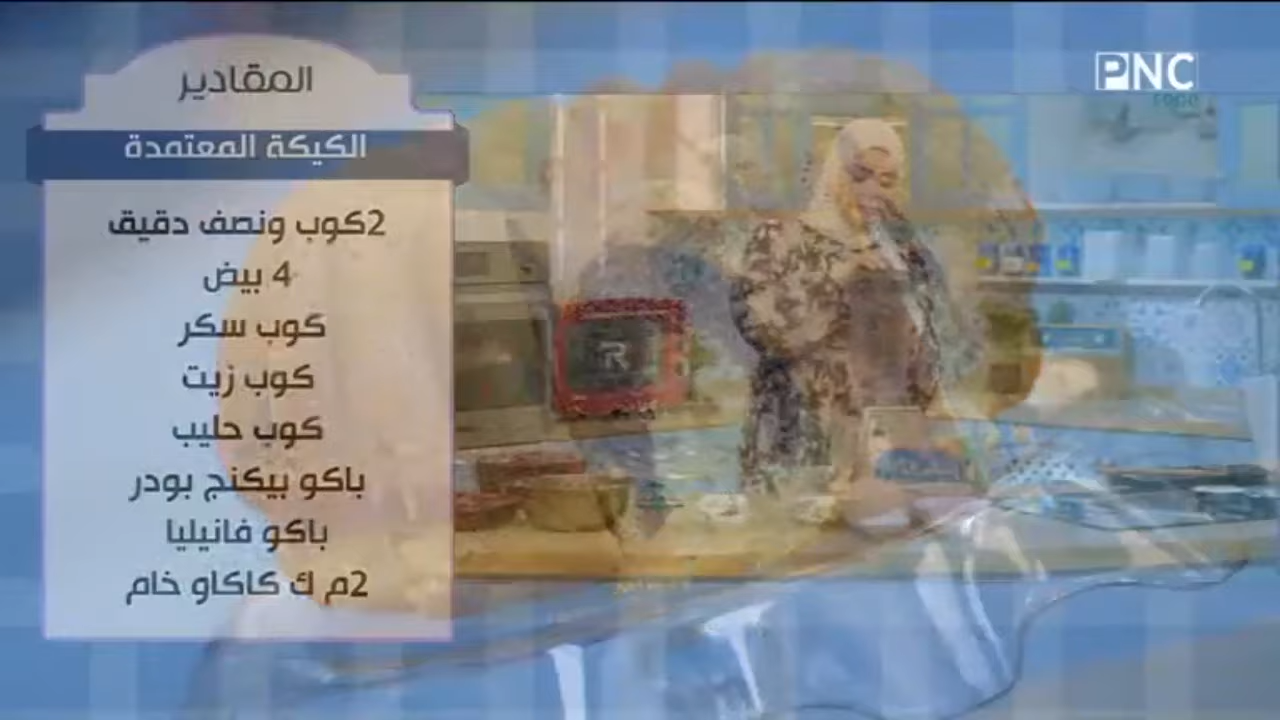 المقادير
الكيكة المعتمدة
2كوب ونصف دقيق
4 بيض
كوب سكر
كوب زيت
كوب حليب
باكو بيكنج بودر
باكو فانيليا
2م ك كاكاو خام
PNC
R